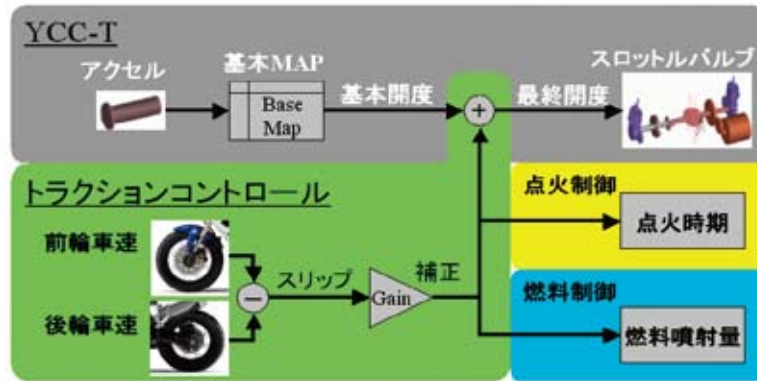 YCC-T
アクセル
基本MAP
Base
Map
基本開度
+
最終開度
スロットルバルブ
トラクションコントロール
前輪車速
後輪車速
−
スリップ
Gain
補正
点火制御
点火時期
燃料制御
燃料噴射量